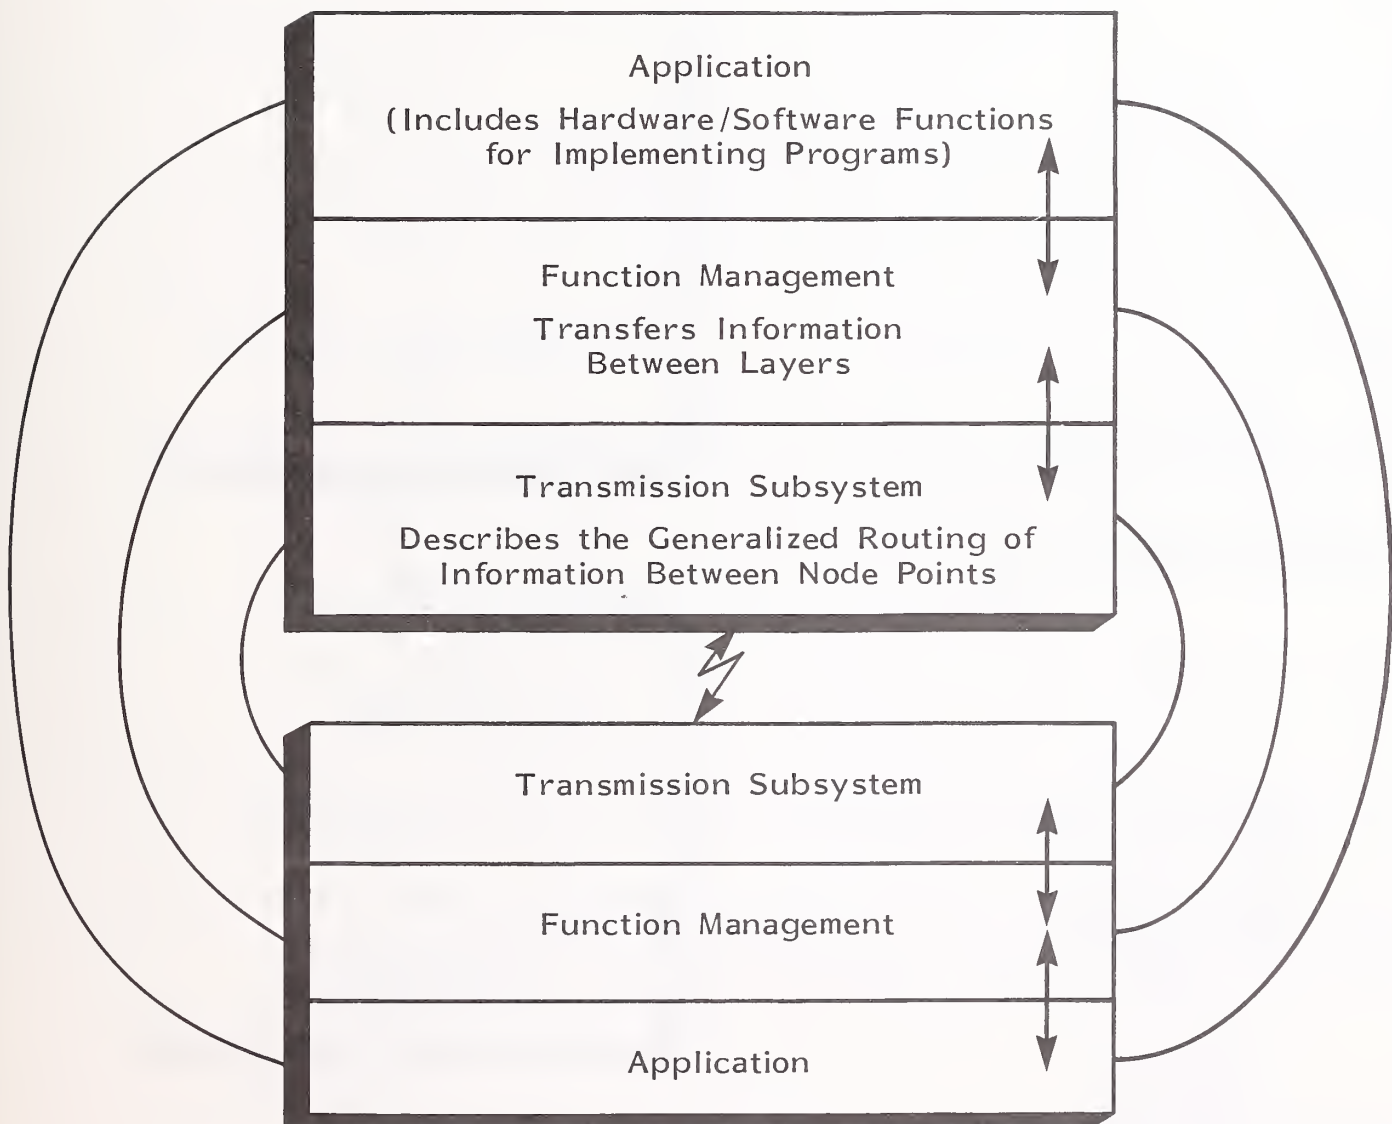 Application
(Includes Hardware/Software Functions
for Implementing Programs)
Function Management
Transfers Information
Between Layers
Transmission Subsystem
Describes the Generalized Routing of
Information Between Node Points
Transmission Subsystem
Function Management
Application